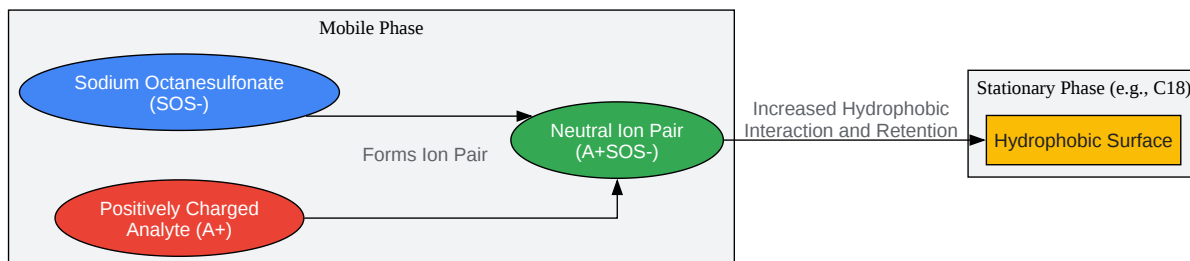 Mobile Phase
Sodium Octanesulfonate
(SOS-)
Forms Ion Pair
Positively Charged
Analyte (A+)
Neutral Ion Pair
(A+SOS-)
Increased Hydrophobic
Interaction and Retention
Stationary Phase (e.g., C18)
Hydrophobic Surface